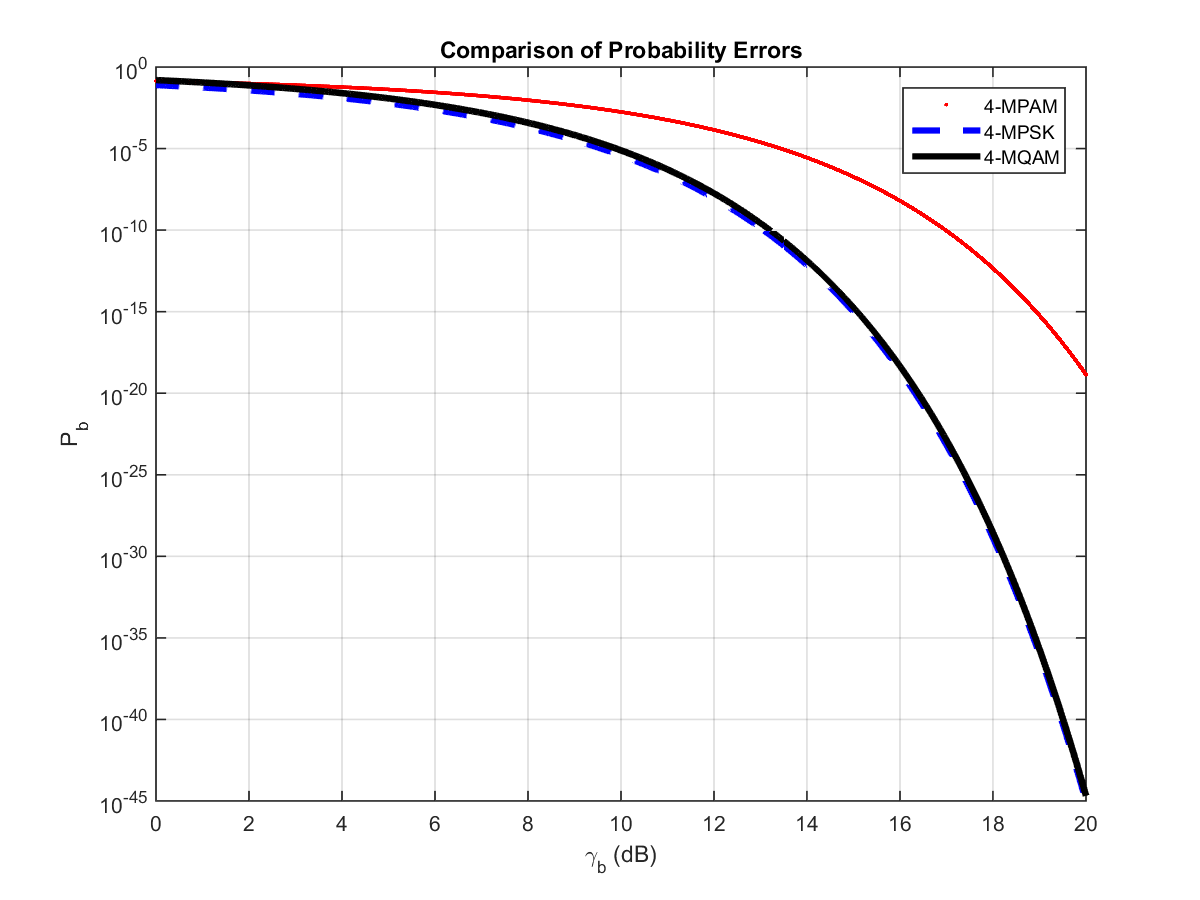 Comparison of Probability Errors
10^0
10^-5
10^-10
10^-15
10^-20
10^-25
10^-30
10^-35
10^-40
10^-45
P_b
4-MPAM
4-MPSK
4-MQAM
0 2 4 6 8 10 12 14 16 18 20
γ_b (dB)